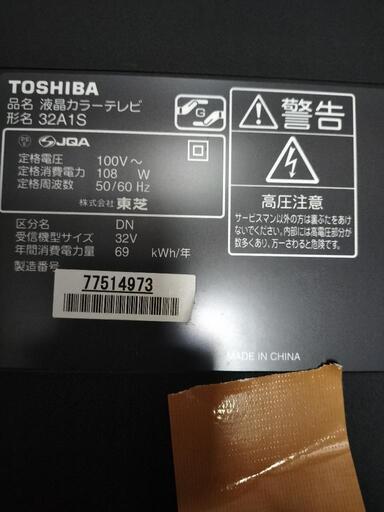 TOSHIBA
品名 液晶カラーテレビ
形名 32A1S
JQA
定格電圧 100V〜
定格消費電力 108 W
定格周波数 50/60 Hz
株式会社 東芝
区分名 DN
受信機型サイズ 32V
年間消費電力量 69 kWh/年
製造番号
77514973
G
警告
高圧注意
サービスマン以外の方は裏ぶたをあけ
ないでください。内部には高電圧部分が
数多くあり、万一さわると危険です。
MADE IN CHINA